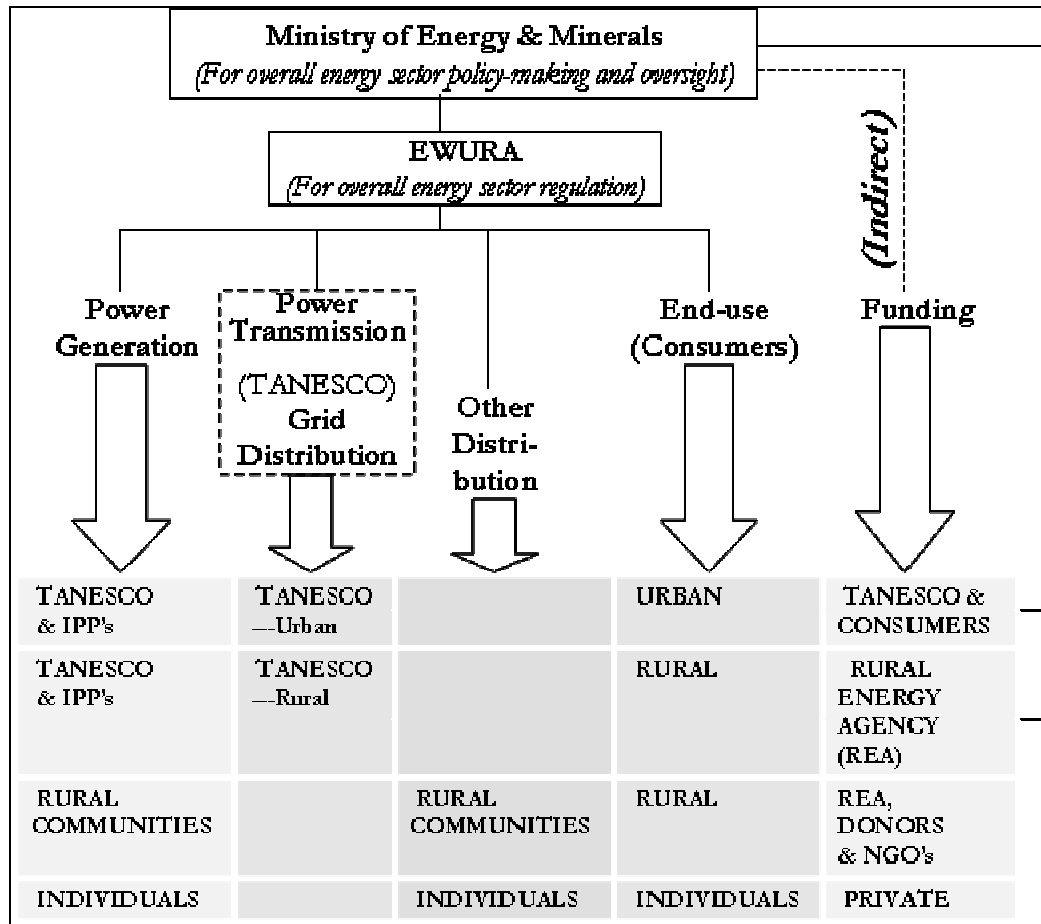 Ministry of Energy & Minerals
(For overall energy sector policy-making and oversight)
EWURA
(For overall energy sector regulation)
(Indirect)
Power
Generation
Power
Transmission
(TANESCO)
Grid
Distribution
Other
Distri-
bution
End-use
(Consumers)
Funding
TANESCO
& IPP's
TANESCO
---Urban
URBAN
TANESCO &
CONSUMERS
TANESCO
& IPP's
TANESCO
---Rural
RURAL
RURAL
ENERGY
AGENCY
(REA)
RURAL
COMMUNITIES
RURAL
COMMUNITIES
RURAL
REA,
DONORS
& NGO's
INDIVIDUALS
INDIVIDUALS
INDIVIDUALS
PRIVATE